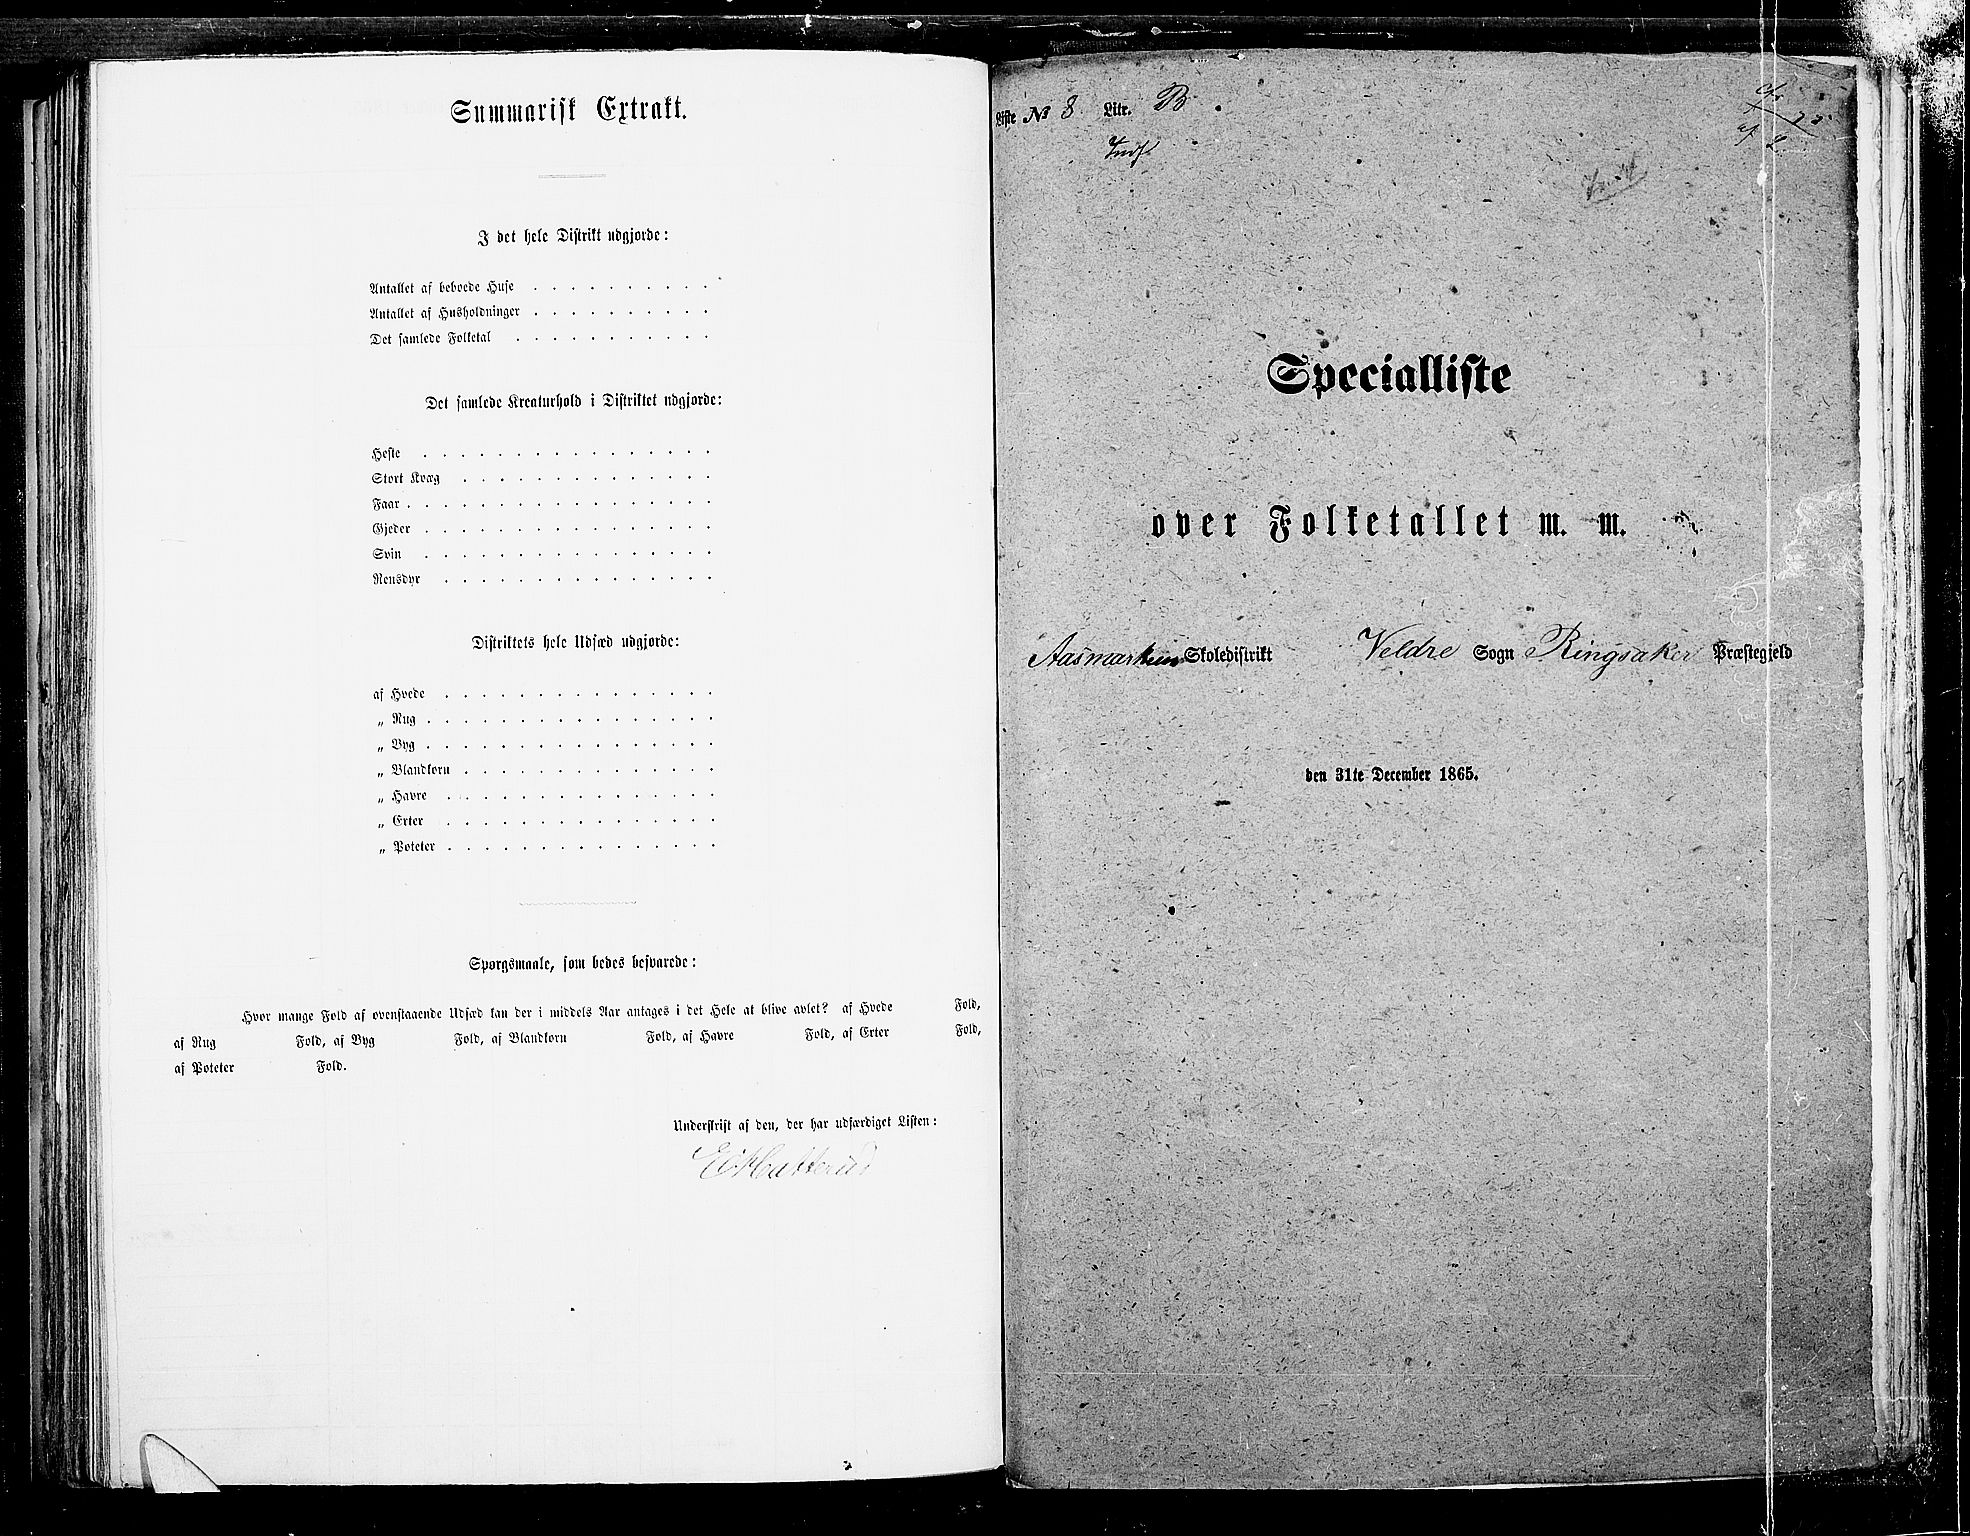 Summarisk Extrakt.
I det hele Distrikt udgjorde:
Antallet af beboede Huse . . . . . . . . . .
Antallet af Husholdninger . . . . . . . . . .
Det samlede Folketal . . . . . . . . . . .
Det samlede Kreaturhold i Distriktet udgjorde:
Heste . . . . . . . . . . . . . . . .
Stort Kvæg . . . . . . . . . . . . . .
Faar . . . . . . . . . . . . . . . . .
Gjeder . . . . . . . . . . . . . . . .
Svin . . . . . . . . . . . . . . . .
Rensdyr . . . . . . . . . . . . . . .
Distriktets hele Udsæd udgjorde:
af Hvede . . . . . . . . . . . . . . .
„ Rug . . . . . . . . . . . . . . . .
„ Byg . . . . . . . . . . . . . . . .
„ Blandkorn . . . . . . . . . . . . . .
„ Havre . . . . . . . . . . . . . . .
„ Erter . . . . . . . . . . . . . . .
„ Poteter . . . . . . . . . . . . . . .
Spørgsmaale, som bedes besvarede:
Hvor mange Fold af ovenstaaende Udsæd kan der i middels Aar antages i det Hele at blive avlet? af Hvede Fold,
af Rug Fold, af Byg Fold, af Blandkorn Fold, af Havre Fold, af Erter Fold,
af Poteter Fold.
Underskrift af den, der har udfærdiget Listen:
Liste No 8 Litr. B.
Specialliste
over Folketallet m. m.
Aasmarken Skoledistrikt Veldre Sogn Ringsaker Præstegjeld
den 31te December 1865.